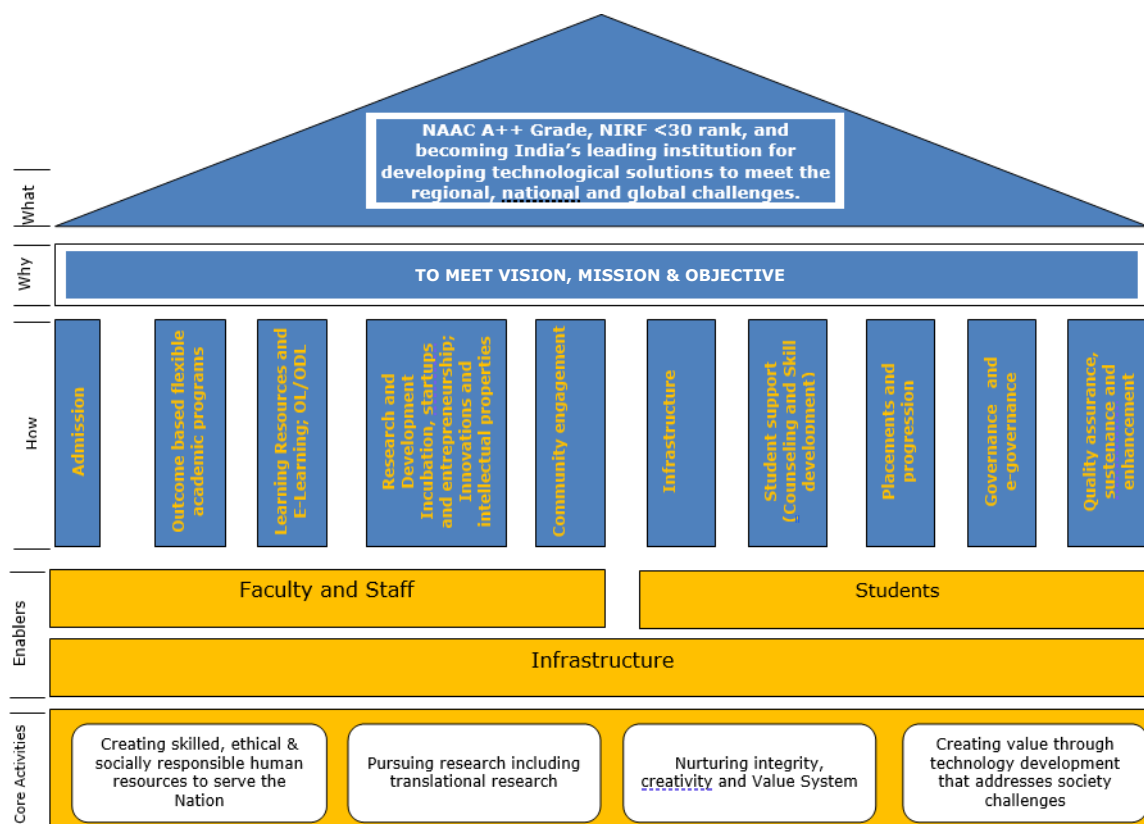 NAAC A++ Grade, NIRF <30 rank, and
becoming India's leading institution for
developing technological solutions to meet the
regional, national and global challenges.
What
Why
TO MEET VISION, MISSION & OBJECTIVE
How
Admission
Outcome based flexible
academic programs
Learning Resources and
E-Learning; OL/ODL
Research and
Development
Incubation, startups
and entrepreneurship;
Innovations and
intellectual properties
Community engagement
Infrastructure
Student support
(Counseling and Skill
development)
Placements and
progression
Governance and
e-governance
Quality assurance,
sustenance and
enhancement
Enablers
Faculty and Staff
Students
Infrastructure
Core Activities
Creating skilled, ethical &
socially responsible human
resources to serve the
Nation
Pursuing research including
translational research
Nurturing integrity,
creativity and Value System
Creating value through
technology development
that addresses society
challenges